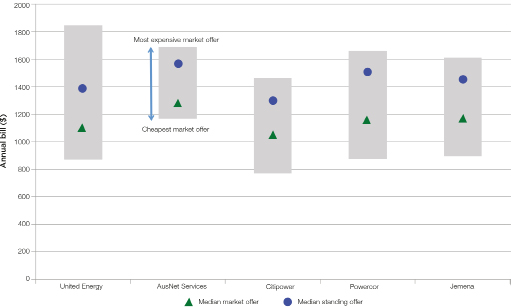 2000
1800
1600
1400
1200
1000
800
600
400
200
0
Annual bill ($)
Most expensive market offer
Cheapest market offer
United Energy
AusNet Services
Citipower
Powercor
Jemena
Median market offer
Median standing offer